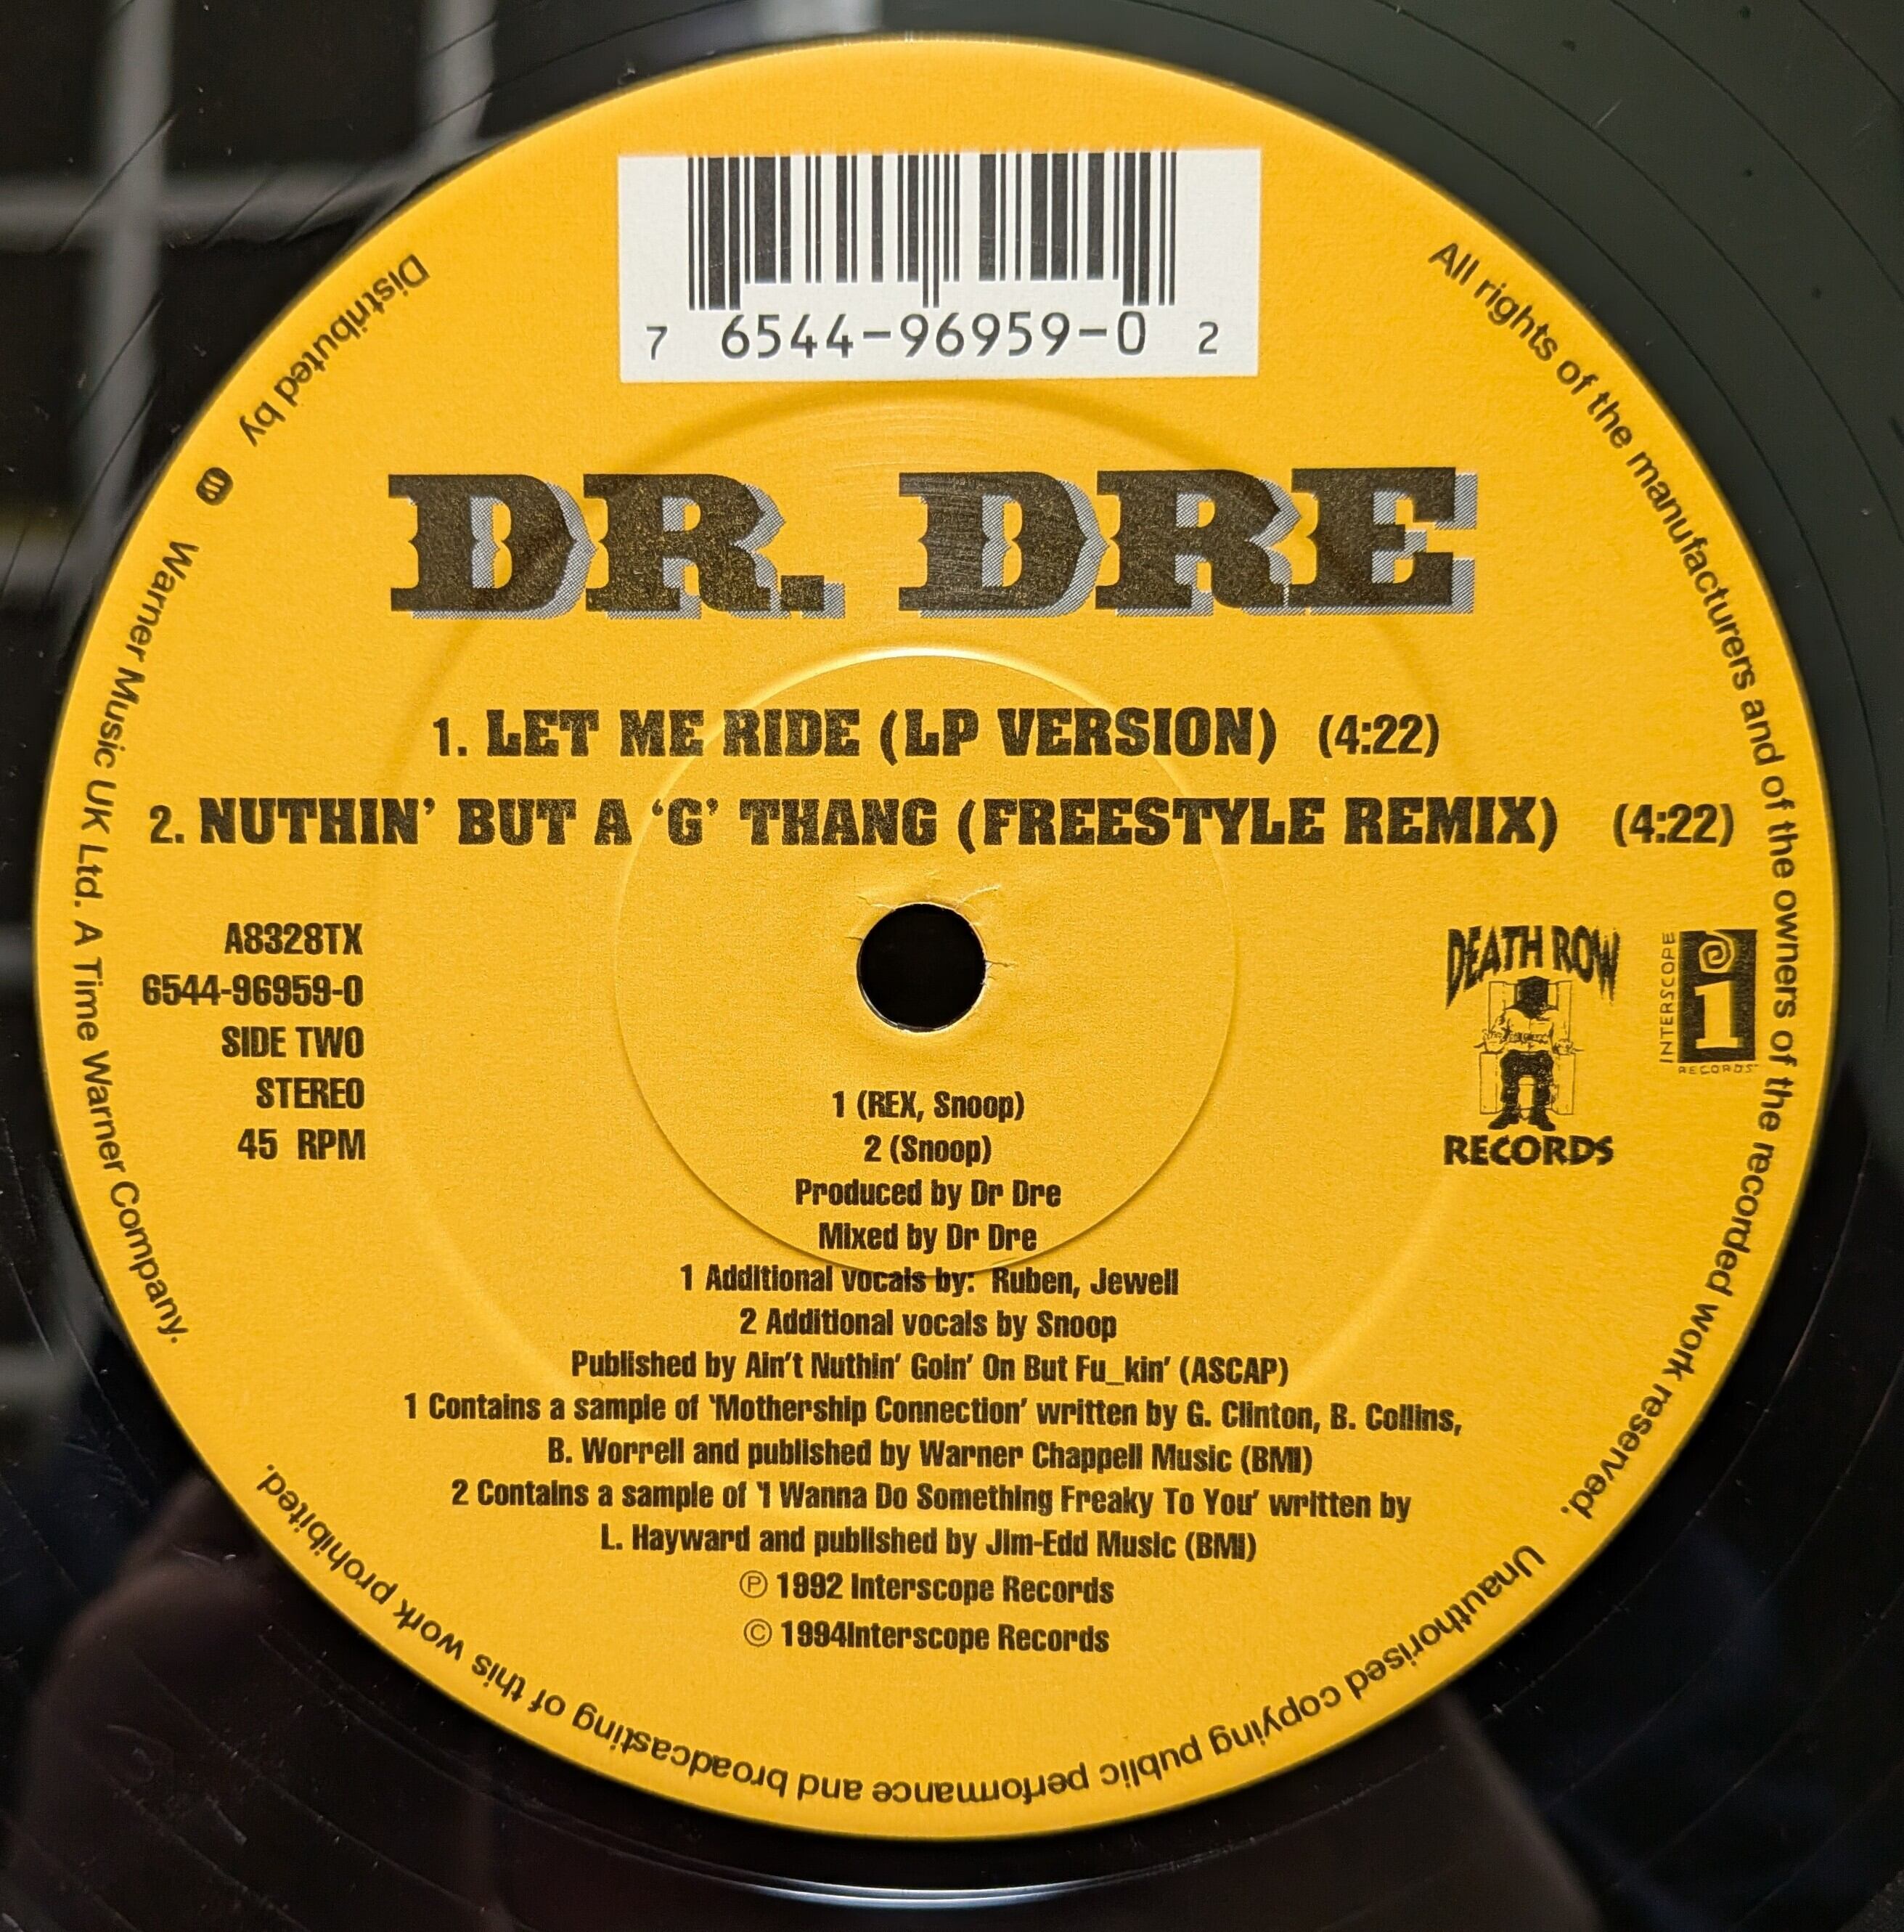 7 6544-96959-0 2
DR. DRE
1. LET ME RIDE (LP VERSION) (4:22)
2. NUTHIN' BUT A 'G' THANG (FREESTYLE REMIX) (4:22)
A8328TX
6544-96959-0
SIDE TWO
STEREO
45 RPM
DEATH ROW
RECORDS
INTERSCOPE
i
RECORDS
1 (REX, Snoop)
2 (Snoop)
Produced by Dr Dre
Mixed by Dr Dre
1 Additional vocals by: Ruben, Jewell
2 Additional vocals by Snoop
Published by Ain't Nuthin' Goin' On But Fu_kin' (ASCAP)
1 Contains a sample of 'Mothership Connection' written by G. Clinton, B. Collins,
B. Worrell and published by Warner Chappell Music (BMI)
2 Contains a sample of 'I Wanna Do Something Freaky To You' written by
L. Hayward and published by Jim-Edd Music (BMI)
℗ 1992 Interscope Records
© 1994Interscope Records
All rights of the manufacturers and of the owners of the recorded work reserved.
Unauthorised copying public performance and broadcasting of this work prohibited.
Distributed by Warner Music UK Ltd. A Time Warner Company.